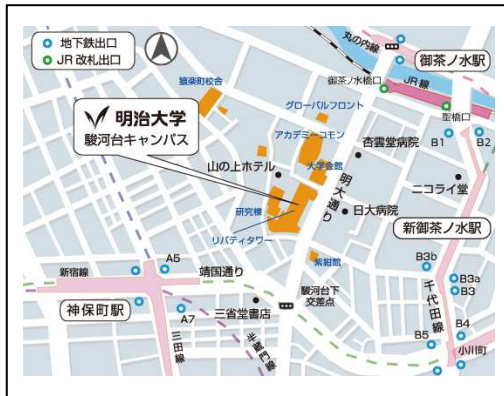 地下鉄出口
JR 改札出口
丸の内線
御茶ノ水駅
JR 線
御茶ノ水橋口
聖橋口
猿楽町校舎
グローバルフロント
明治大学
駿河台キャンパス
アカデミーコモン
杏雲堂病院
B1
B2
山の上ホテル
大学会館
明大通り
ニコライ堂
研究棟
日大病院
リバティタワー
新御茶ノ水駅
紫紺館
B3b
B3a
B3
A5
新宿線
靖国通り
駿河台下
交差点
千代田線
神保町駅
A7
三省堂書店
B4
B5
小川町
三田線
半蔵門線